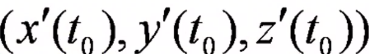 (x′(t₀), y′(t₀), z′(t₀))